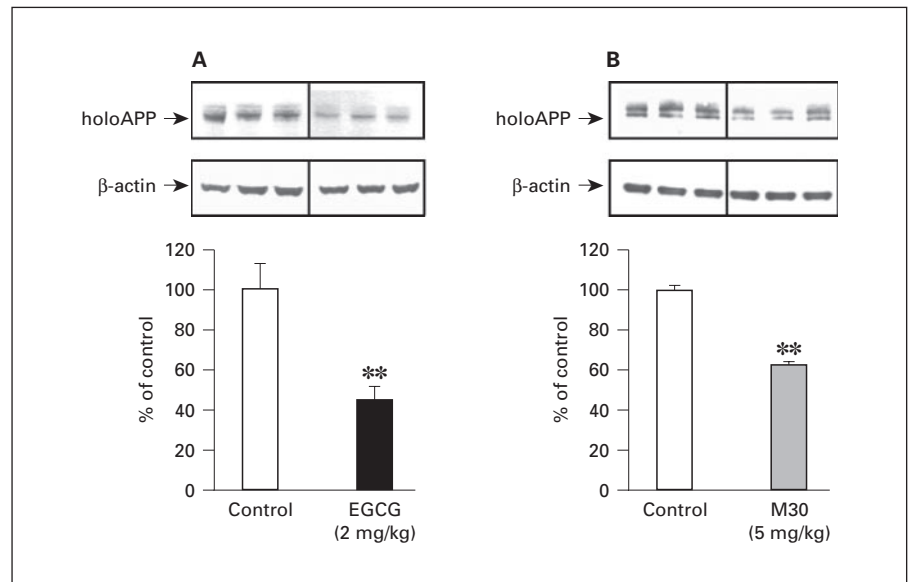 A
holoAPP
β-actin
120
100
80
60
40
20
0
% of control
**
Control
EGCG
(2 mg/kg)
B
holoAPP
β-actin
120
100
80
60
40
20
0
% of control
**
Control
M30
(5 mg/kg)